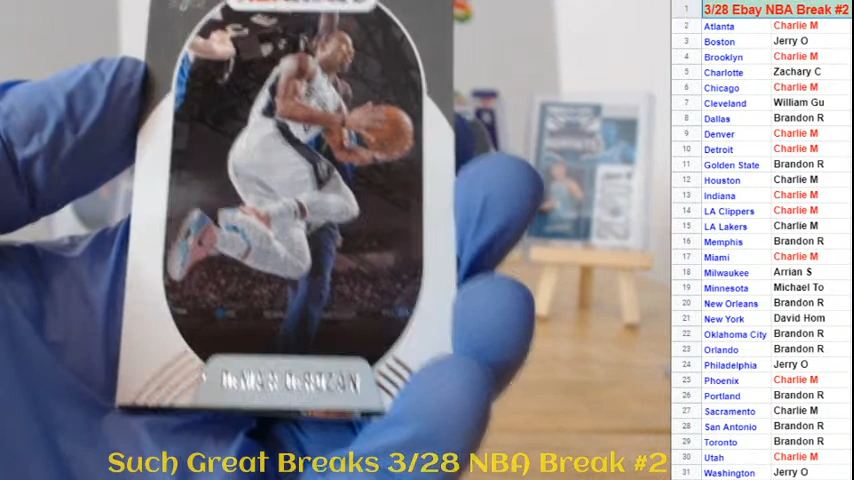 1 3/28 Ebay NBA Break #2
2 Atlanta Charlie M
3 Boston Jerry O
4 Brooklyn Charlie M
5 Charlotte Zachary C
6 Chicago Charlie M
7 Cleveland William Gu
8 Dallas Brandon R
9 Denver Charlie M
10 Detroit Charlie M
11 Golden State Brandon R
12 Houston Charlie M
13 Indiana Charlie M
14 LA Clippers Charlie M
15 LA Lakers Charlie M
16 Memphis Brandon R
17 Miami Charlie M
18 Milwaukee Arrian S
19 Minnesota Michael To
20 New Orleans Brandon R
21 New York David Hom
22 Oklahoma City Brandon R
23 Orlando Brandon R
24 Philadelphia Jerry O
25 Phoenix Charlie M
26 Portland Brandon R
27 Sacramento Charlie M
28 San Antonio Brandon R
29 Toronto Brandon R
30 Utah Charlie M
31 Washington Jerry O
DeMAR DeROZAN
Such Great Breaks 3/28 NBA Break #2